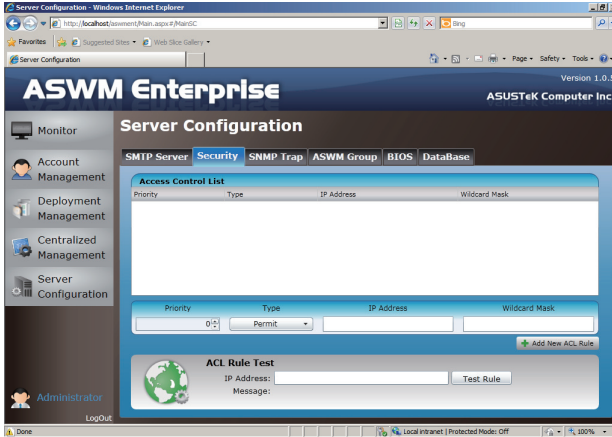 Server Configuration - Windows Internet Explorer
http://localhost/aswment/Main.aspx#/MainSC
Bing
Favorites Suggested Sites Web Slice Gallery
Server Configuration
Page Safety Tools
ASWM Enterprise
Version 1.0.5
ASUSTeK Computer Inc
Monitor
Account Management
Deployment Management
Centralized Management
Server Configuration
Administrator
LogOut
Server Configuration
SMTP Server Security SNMP Trap ASWM Group BIOS DataBase
Access Control List
Priority Type IP Address Wildcard Mask
Priority Type IP Address Wildcard Mask
0 Permit
Add New ACL Rule
ACL Rule Test
IP Address: Test Rule
Message:
Done Local intranet | Protected Mode: Off 100%